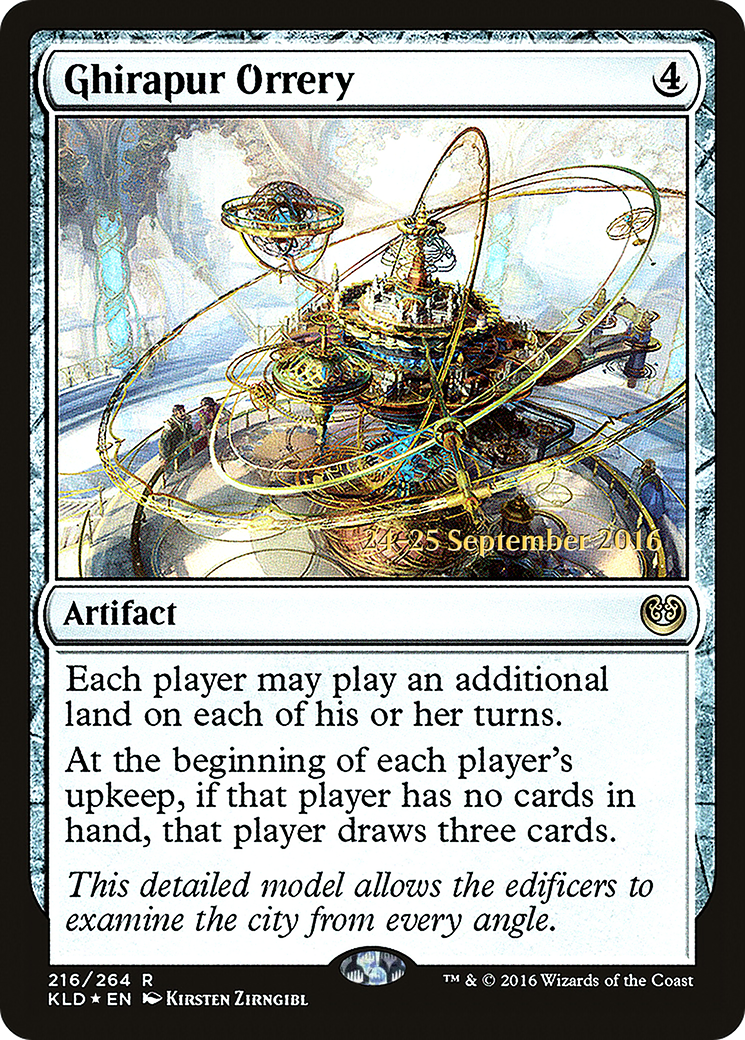 Ghirapur Orrery
4
24-25 September 2016
Artifact
Each player may play an additional
land on each of his or her turns.
At the beginning of each player's
upkeep, if that player has no cards in
hand, that player draws three cards.
This detailed model allows the edificers to
examine the city from every angle.
216/264 R
™ & © 2016 Wizards of the Coast
KLD ★ EN Kirsten Zirngibl